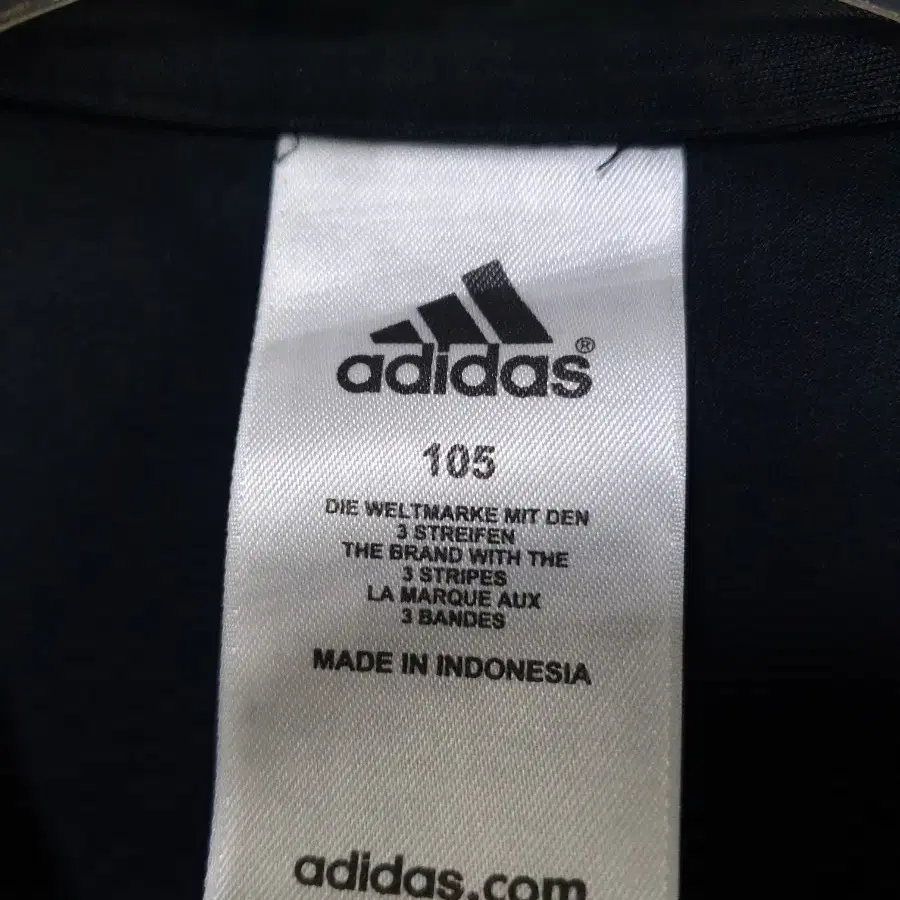 adidas®
105
DIE WELTMARKE MIT DEN
3 STREIFEN
THE BRAND WITH THE
3 STRIPES
LA MARQUE AUX
3 BANDES
MADE IN INDONESIA
adidas.com